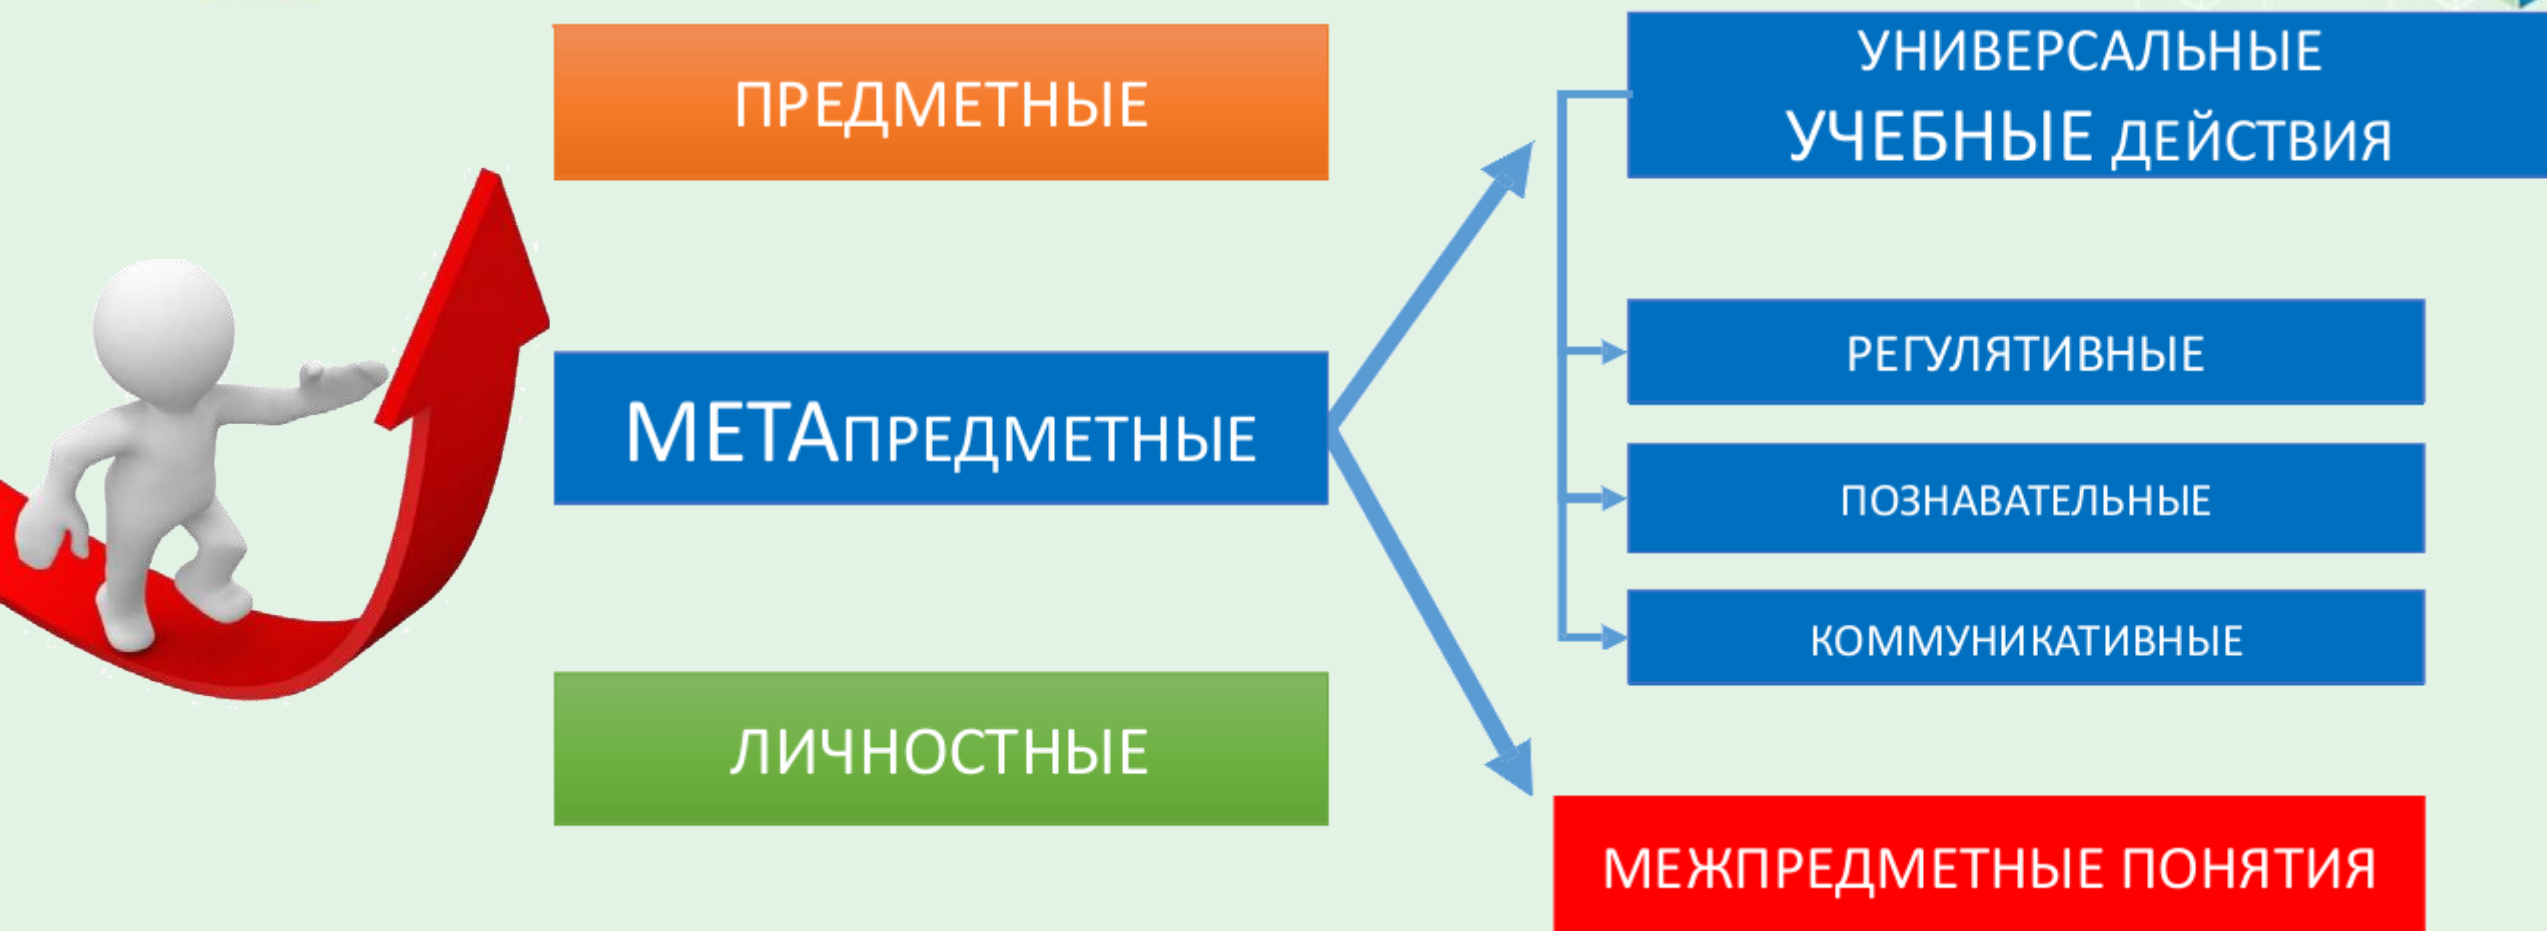 ПРЕДМЕТНЫЕ
МЕТАПРЕДМЕТНЫЕ
ЛИЧНОСТНЫЕ
УНИВЕРСАЛЬНЫЕ
УЧЕБНЫЕ ДЕЙСТВИЯ
РЕГУЛЯТИВНЫЕ
ПОЗНАВАТЕЛЬНЫЕ
КОММУНИКАТИВНЫЕ
МЕЖПРЕДМЕТНЫЕ ПОНЯТИЯ